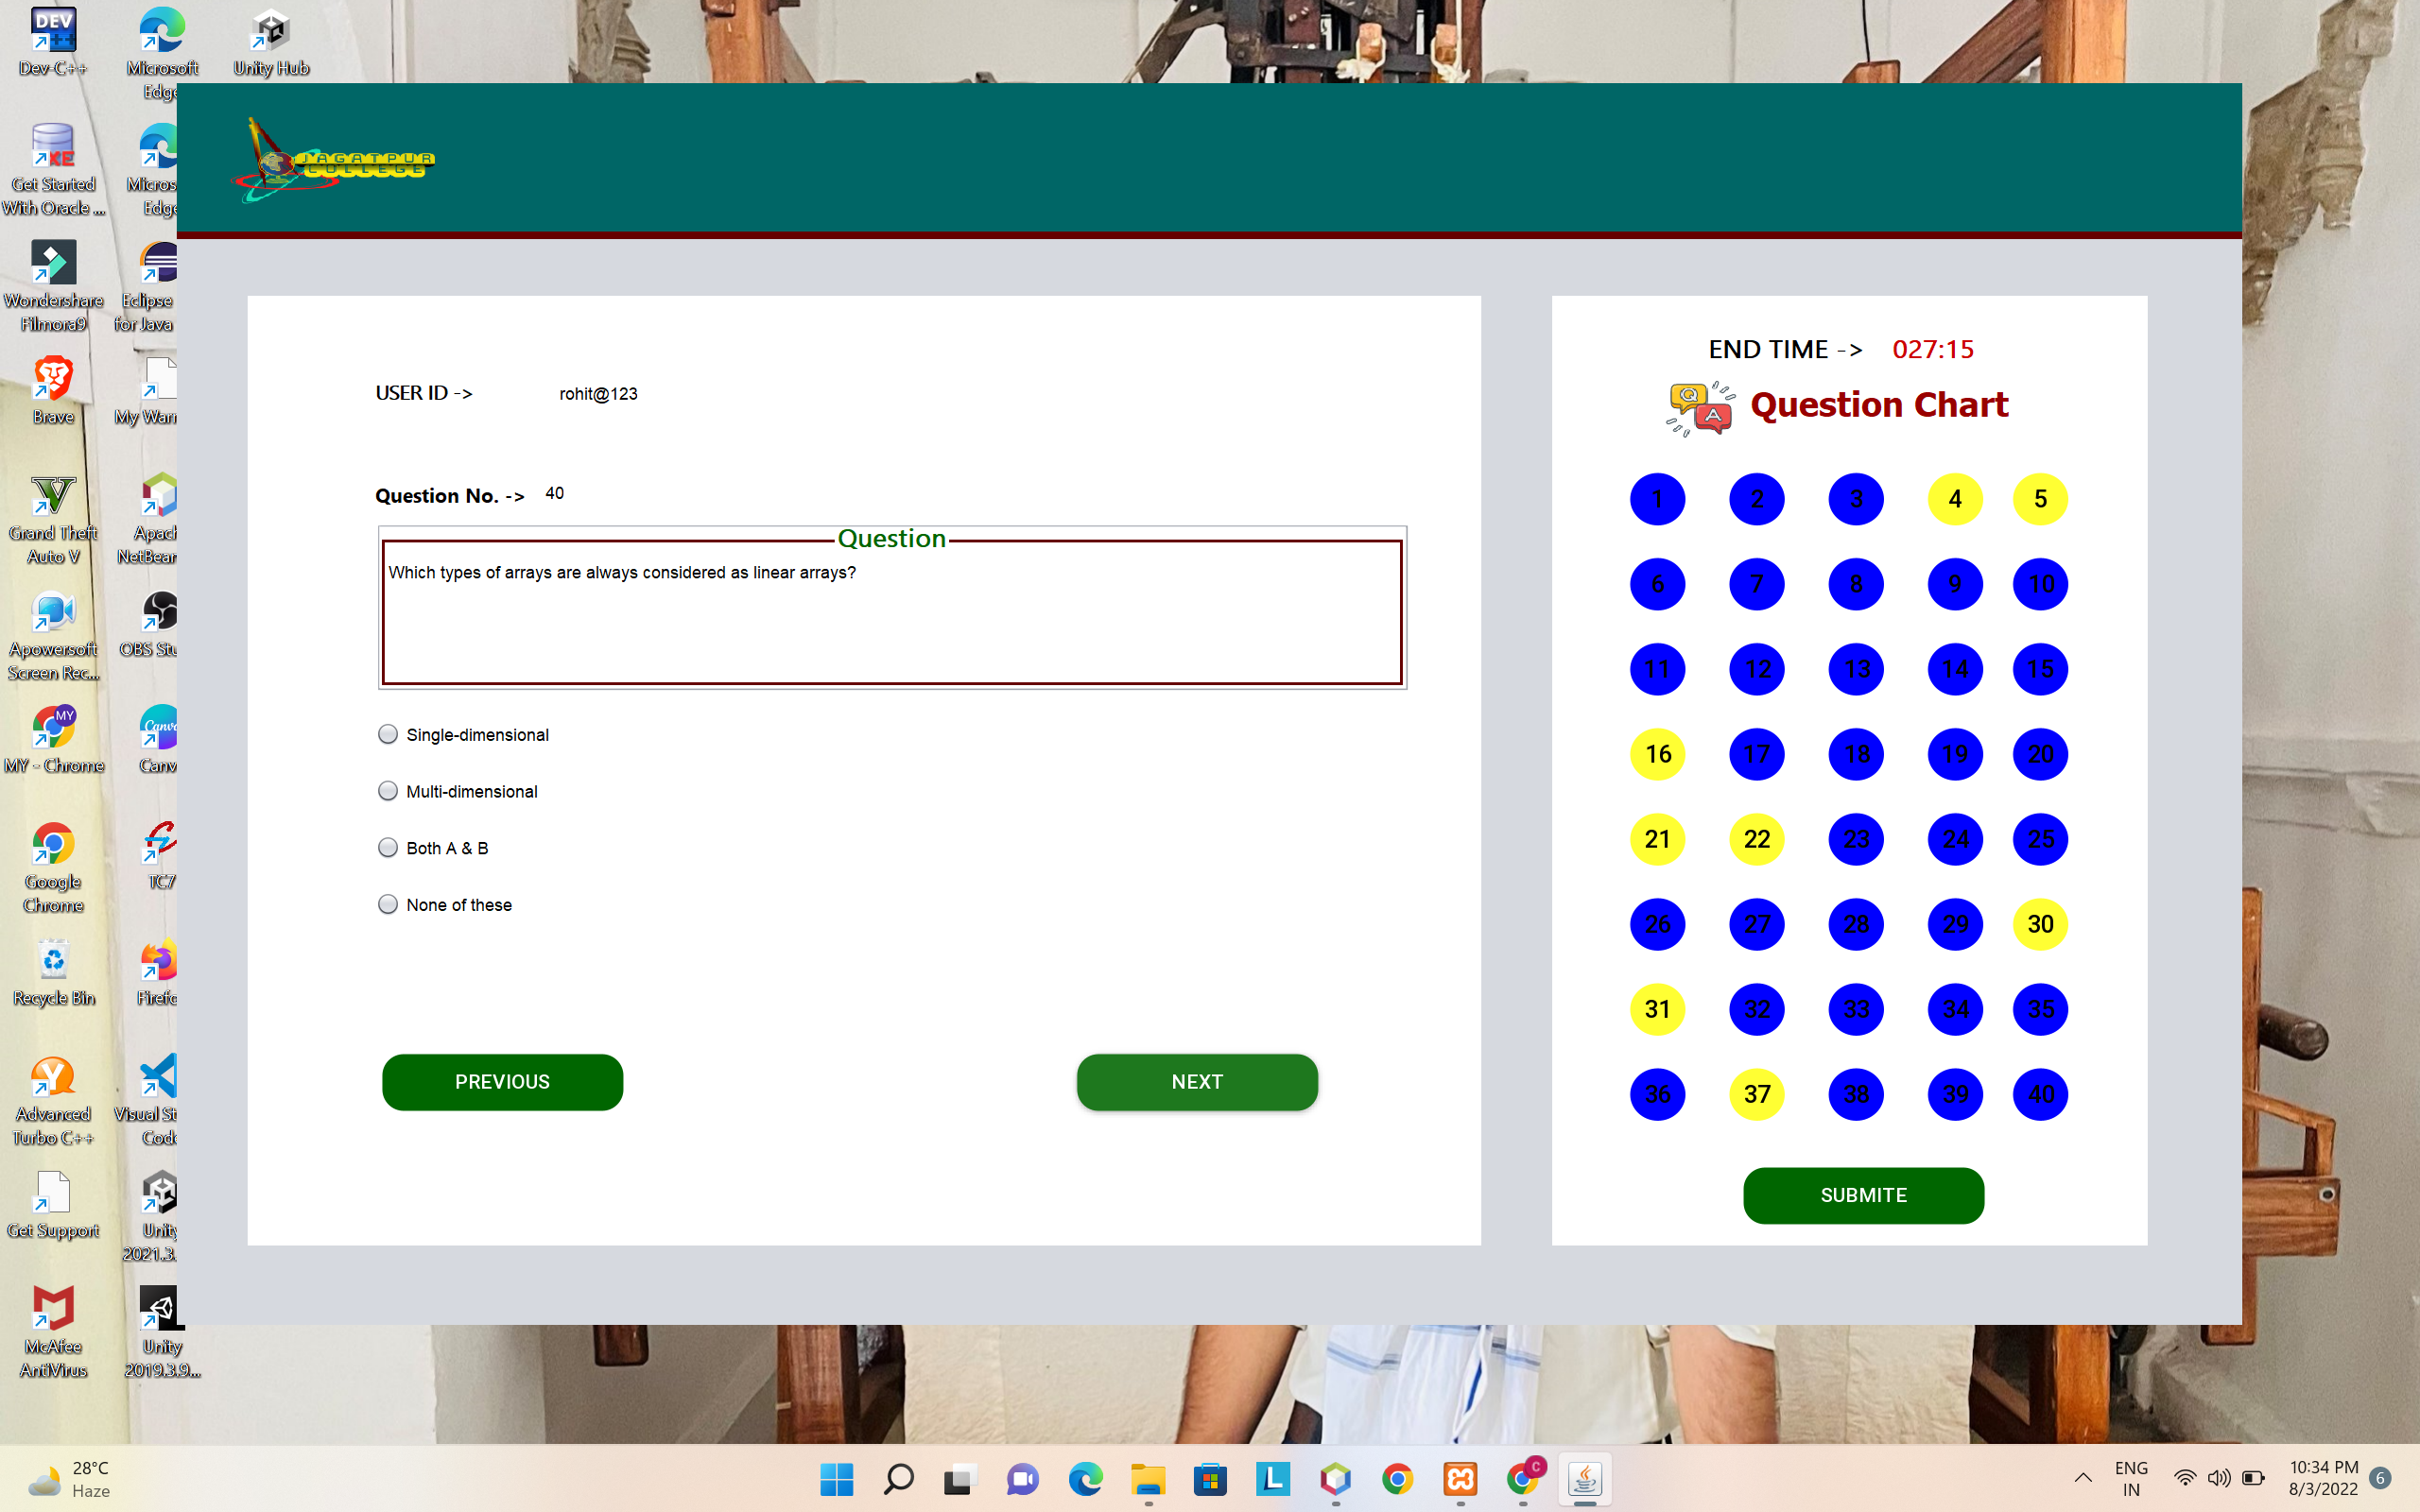 DEV
Dev-C++
Microsoft
Edge
Unity Hub
XE
Get Started
With Oracle ...
Micros
Edge
Wondershare
Filmora9
Eclipse
for Java
Brave
My Warr
V
Grand Theft
Auto V
Apach
NetBean
Apowersoft
Screen Rec...
OBS Stu
MY
MY - Chrome
Canva
Canv
Google
Chrome
TC7
Recycle Bin
Firefo
Advanced
Turbo C++
Visual St
Code
Get Support
Unity
2021.3.
McAfee
AntiVirus
Unity
2019.3.9...
JAGATPUR
COLLEGE
USER ID ->
rohit@123
Question No. ->
40
Question
Which types of arrays are always considered as linear arrays?
Single-dimensional
Multi-dimensional
Both A & B
None of these
PREVIOUS
NEXT
END TIME ->
027:15
Q
A
Question Chart
1 2 3 4 5
6 7 8 9 10
11 12 13 14 15
16 17 18 19 20
21 22 23 24 25
26 27 28 29 30
31 32 33 34 35
36 37 38 39 40
SUBMITE
28°C
Haze
L
C
ENG
IN
10:34 PM
8/3/2022
6